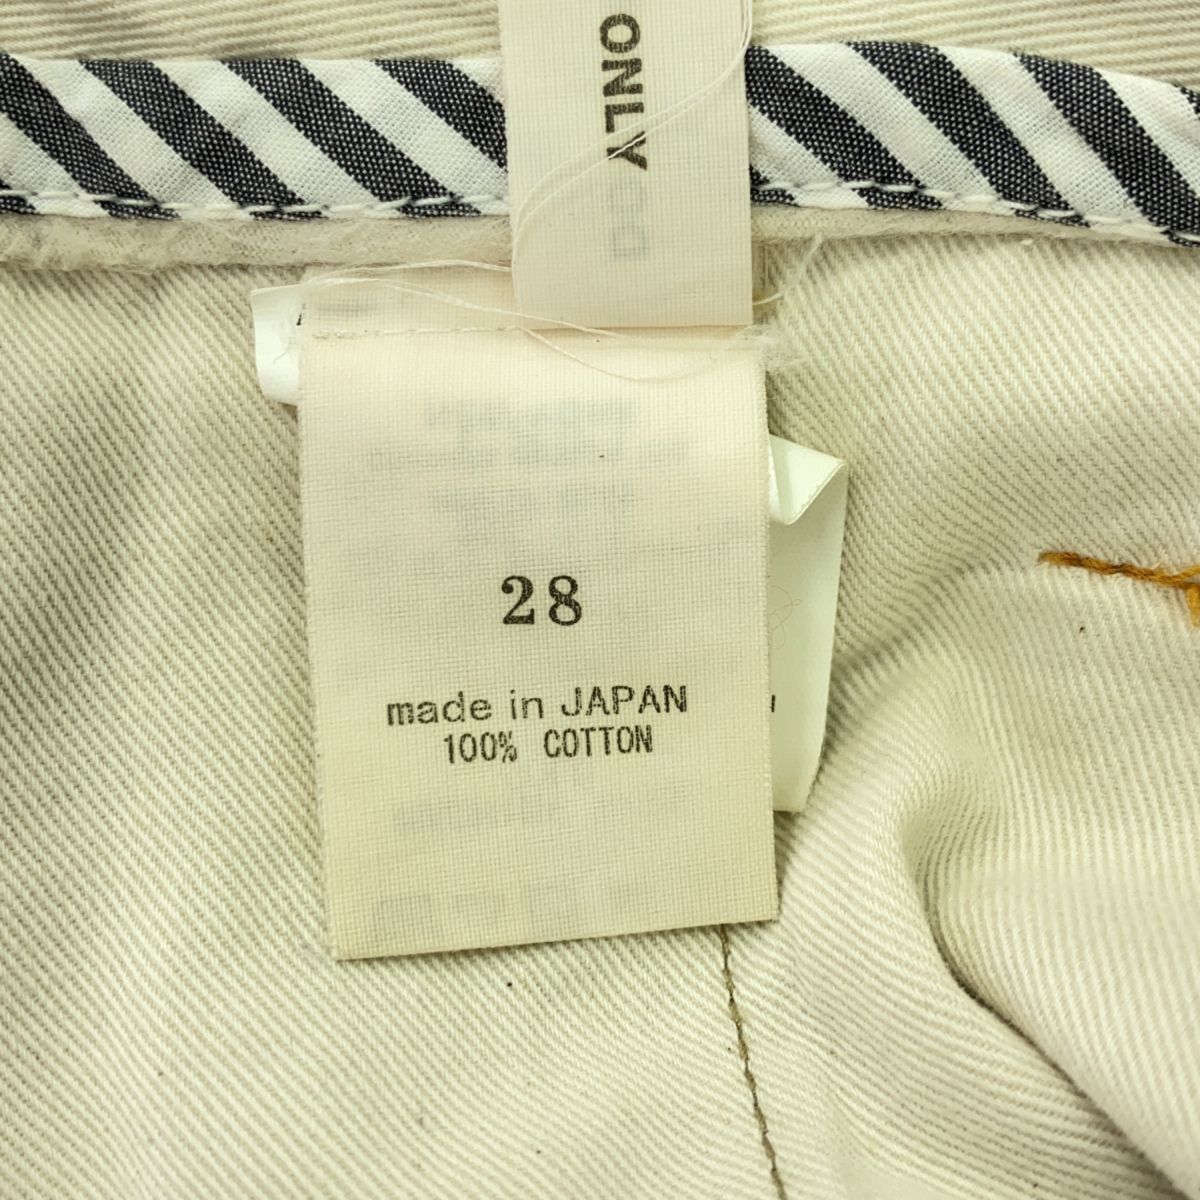 ONLY
28
made in JAPAN
100% COTTON